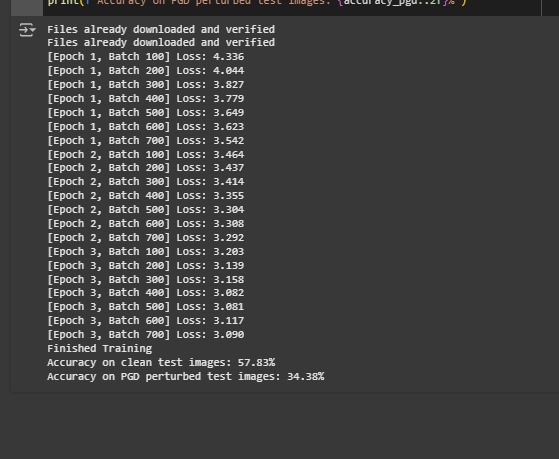 print(f"Accuracy on PGD perturbed test images: {accuracy_pgd:.2f}%")
Files already downloaded and verified
Files already downloaded and verified
[Epoch 1, Batch 100] Loss: 4.336
[Epoch 1, Batch 200] Loss: 4.044
[Epoch 1, Batch 300] Loss: 3.827
[Epoch 1, Batch 400] Loss: 3.779
[Epoch 1, Batch 500] Loss: 3.649
[Epoch 1, Batch 600] Loss: 3.623
[Epoch 1, Batch 700] Loss: 3.542
[Epoch 2, Batch 100] Loss: 3.464
[Epoch 2, Batch 200] Loss: 3.437
[Epoch 2, Batch 300] Loss: 3.414
[Epoch 2, Batch 400] Loss: 3.355
[Epoch 2, Batch 500] Loss: 3.304
[Epoch 2, Batch 600] Loss: 3.308
[Epoch 2, Batch 700] Loss: 3.292
[Epoch 3, Batch 100] Loss: 3.203
[Epoch 3, Batch 200] Loss: 3.139
[Epoch 3, Batch 300] Loss: 3.158
[Epoch 3, Batch 400] Loss: 3.082
[Epoch 3, Batch 500] Loss: 3.081
[Epoch 3, Batch 600] Loss: 3.117
[Epoch 3, Batch 700] Loss: 3.090
Finished Training
Accuracy on clean test images: 57.83%
Accuracy on PGD perturbed test images: 34.38%